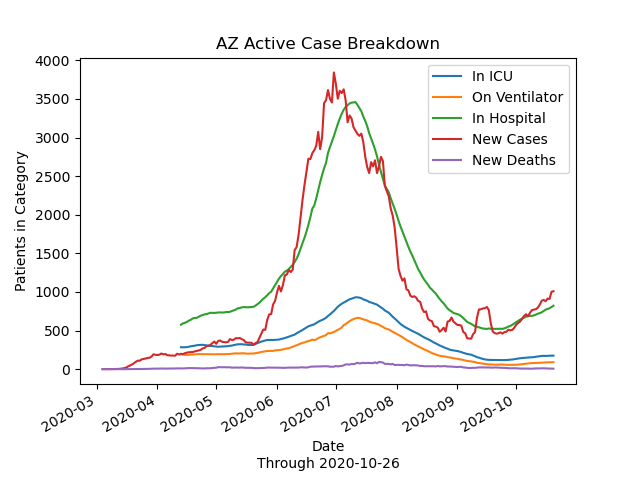 AZ Active Case Breakdown
4000
3500
3000
2500
2000
1500
1000
500
0
Patients in Category
In ICU
On Ventilator
In Hospital
New Cases
New Deaths
2020-03
2020-04
2020-05
2020-06
2020-07
2020-08
2020-09
2020-10
Date
Through 2020-10-26